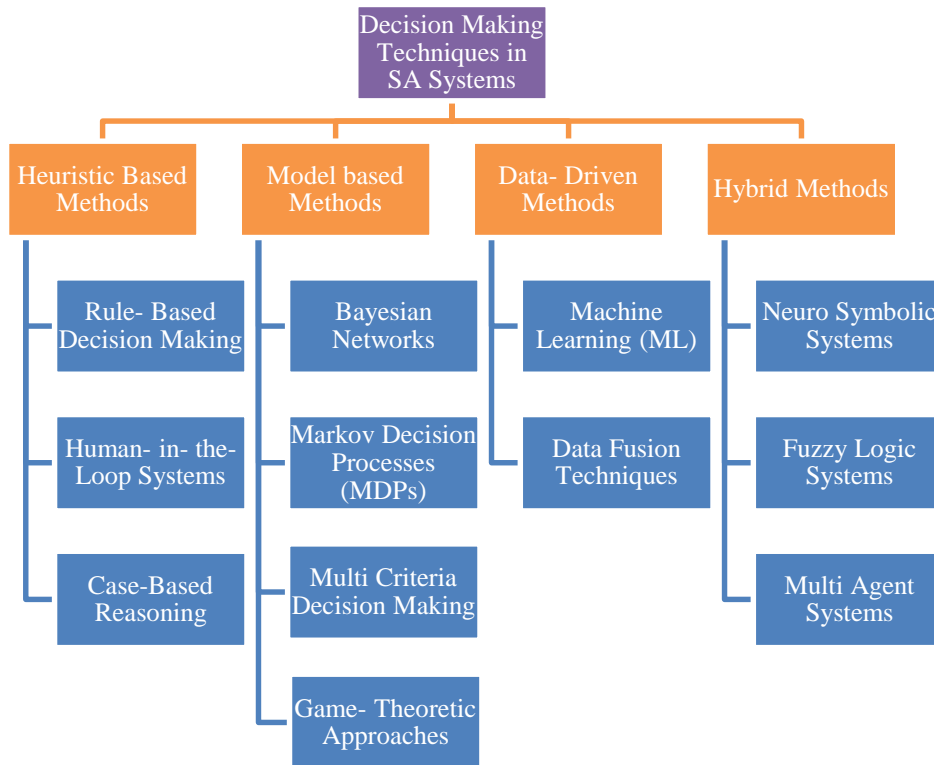 Decision Making
Techniques in
SA Systems
Heuristic Based
Methods
Model based
Methods
Data- Driven
Methods
Hybrid Methods
Rule- Based
Decision Making
Human- in- the-
Loop Systems
Case-Based
Reasoning
Bayesian
Networks
Markov Decision
Processes
(MDPs)
Multi Criteria
Decision Making
Game- Theoretic
Approaches
Machine
Learning (ML)
Data Fusion
Techniques
Neuro Symbolic
Systems
Fuzzy Logic
Systems
Multi Agent
Systems